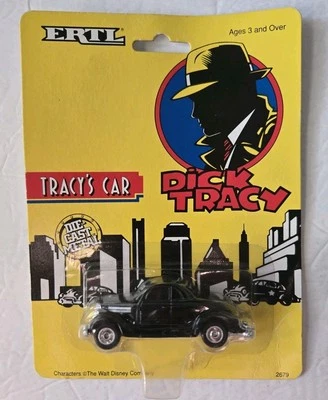 ERTL
Ages 3 and Over
TRACY'S CAR
DICK
TRACY
DIE
CAST
METAL
Characters ©The Walt Disney Company
2679